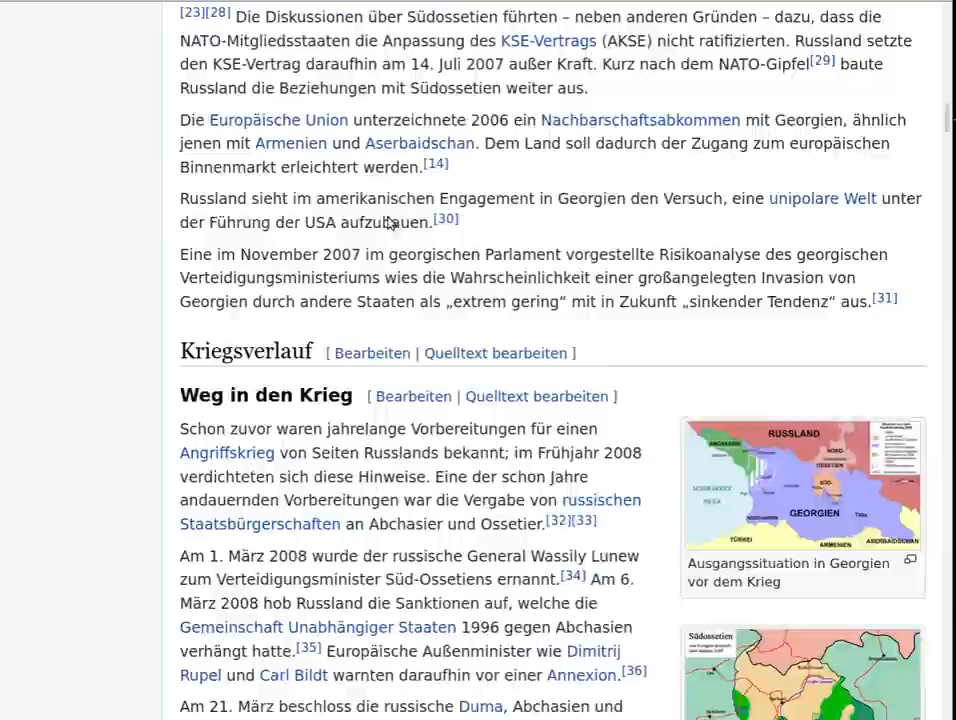 [23][28] Die Diskussionen über Südossetien führten – neben anderen Gründen – dazu, dass die
NATO-Mitgliedsstaaten die Anpassung des KSE-Vertrags (AKSE) nicht ratifizierten. Russland setzte
den KSE-Vertrag daraufhin am 14. Juli 2007 außer Kraft. Kurz nach dem NATO-Gipfel[29] baute
Russland die Beziehungen mit Südossetien weiter aus.
Die Europäische Union unterzeichnete 2006 ein Nachbarschaftsabkommen mit Georgien, ähnlich
jenen mit Armenien und Aserbaidschan. Dem Land soll dadurch der Zugang zum europäischen
Binnenmarkt erleichtert werden.[14]
Russland sieht im amerikanischen Engagement in Georgien den Versuch, eine unipolare Welt unter
der Führung der USA aufzubauen.[30]
Eine im November 2007 im georgischen Parlament vorgestellte Risikoanalyse des georgischen
Verteidigungsministeriums wies die Wahrscheinlichkeit einer großangelegten Invasion von
Georgien durch andere Staaten als „extrem gering“ mit in Zukunft „sinkender Tendenz“ aus.[31]
Kriegsverlauf [ Bearbeiten | Quelltext bearbeiten ]
Weg in den Krieg [ Bearbeiten | Quelltext bearbeiten ]
Schon zuvor waren jahrelange Vorbereitungen für einen
Angriffskrieg von Seiten Russlands bekannt; im Frühjahr 2008
verdichteten sich diese Hinweise. Eine der schon Jahre
andauernden Vorbereitungen war die Vergabe von russischen
Staatsbürgerschaften an Abchasier und Ossetier.[32][33]
Am 1. März 2008 wurde der russische General Wassily Lunew
zum Verteidigungsminister Süd-Ossetiens ernannt.[34] Am 6.
März 2008 hob Russland die Sanktionen auf, welche die
Gemeinschaft Unabhängiger Staaten 1996 gegen Abchasien
verhängt hatte.[35] Europäische Außenminister wie Dimitrij
Rupel und Carl Bildt warnten daraufhin vor einer Annexion.[36]
Am 21. März beschloss die russische Duma, Abchasien und
RUSSLAND
ABCHASIEN
NORD-
OSSETIEN
SÜD-
GEORGIEN
TÜRKEI
ARMENIEN
ASERBAIDSCHAN
Ausgangssituation in Georgien
vor dem Krieg
Südossetien